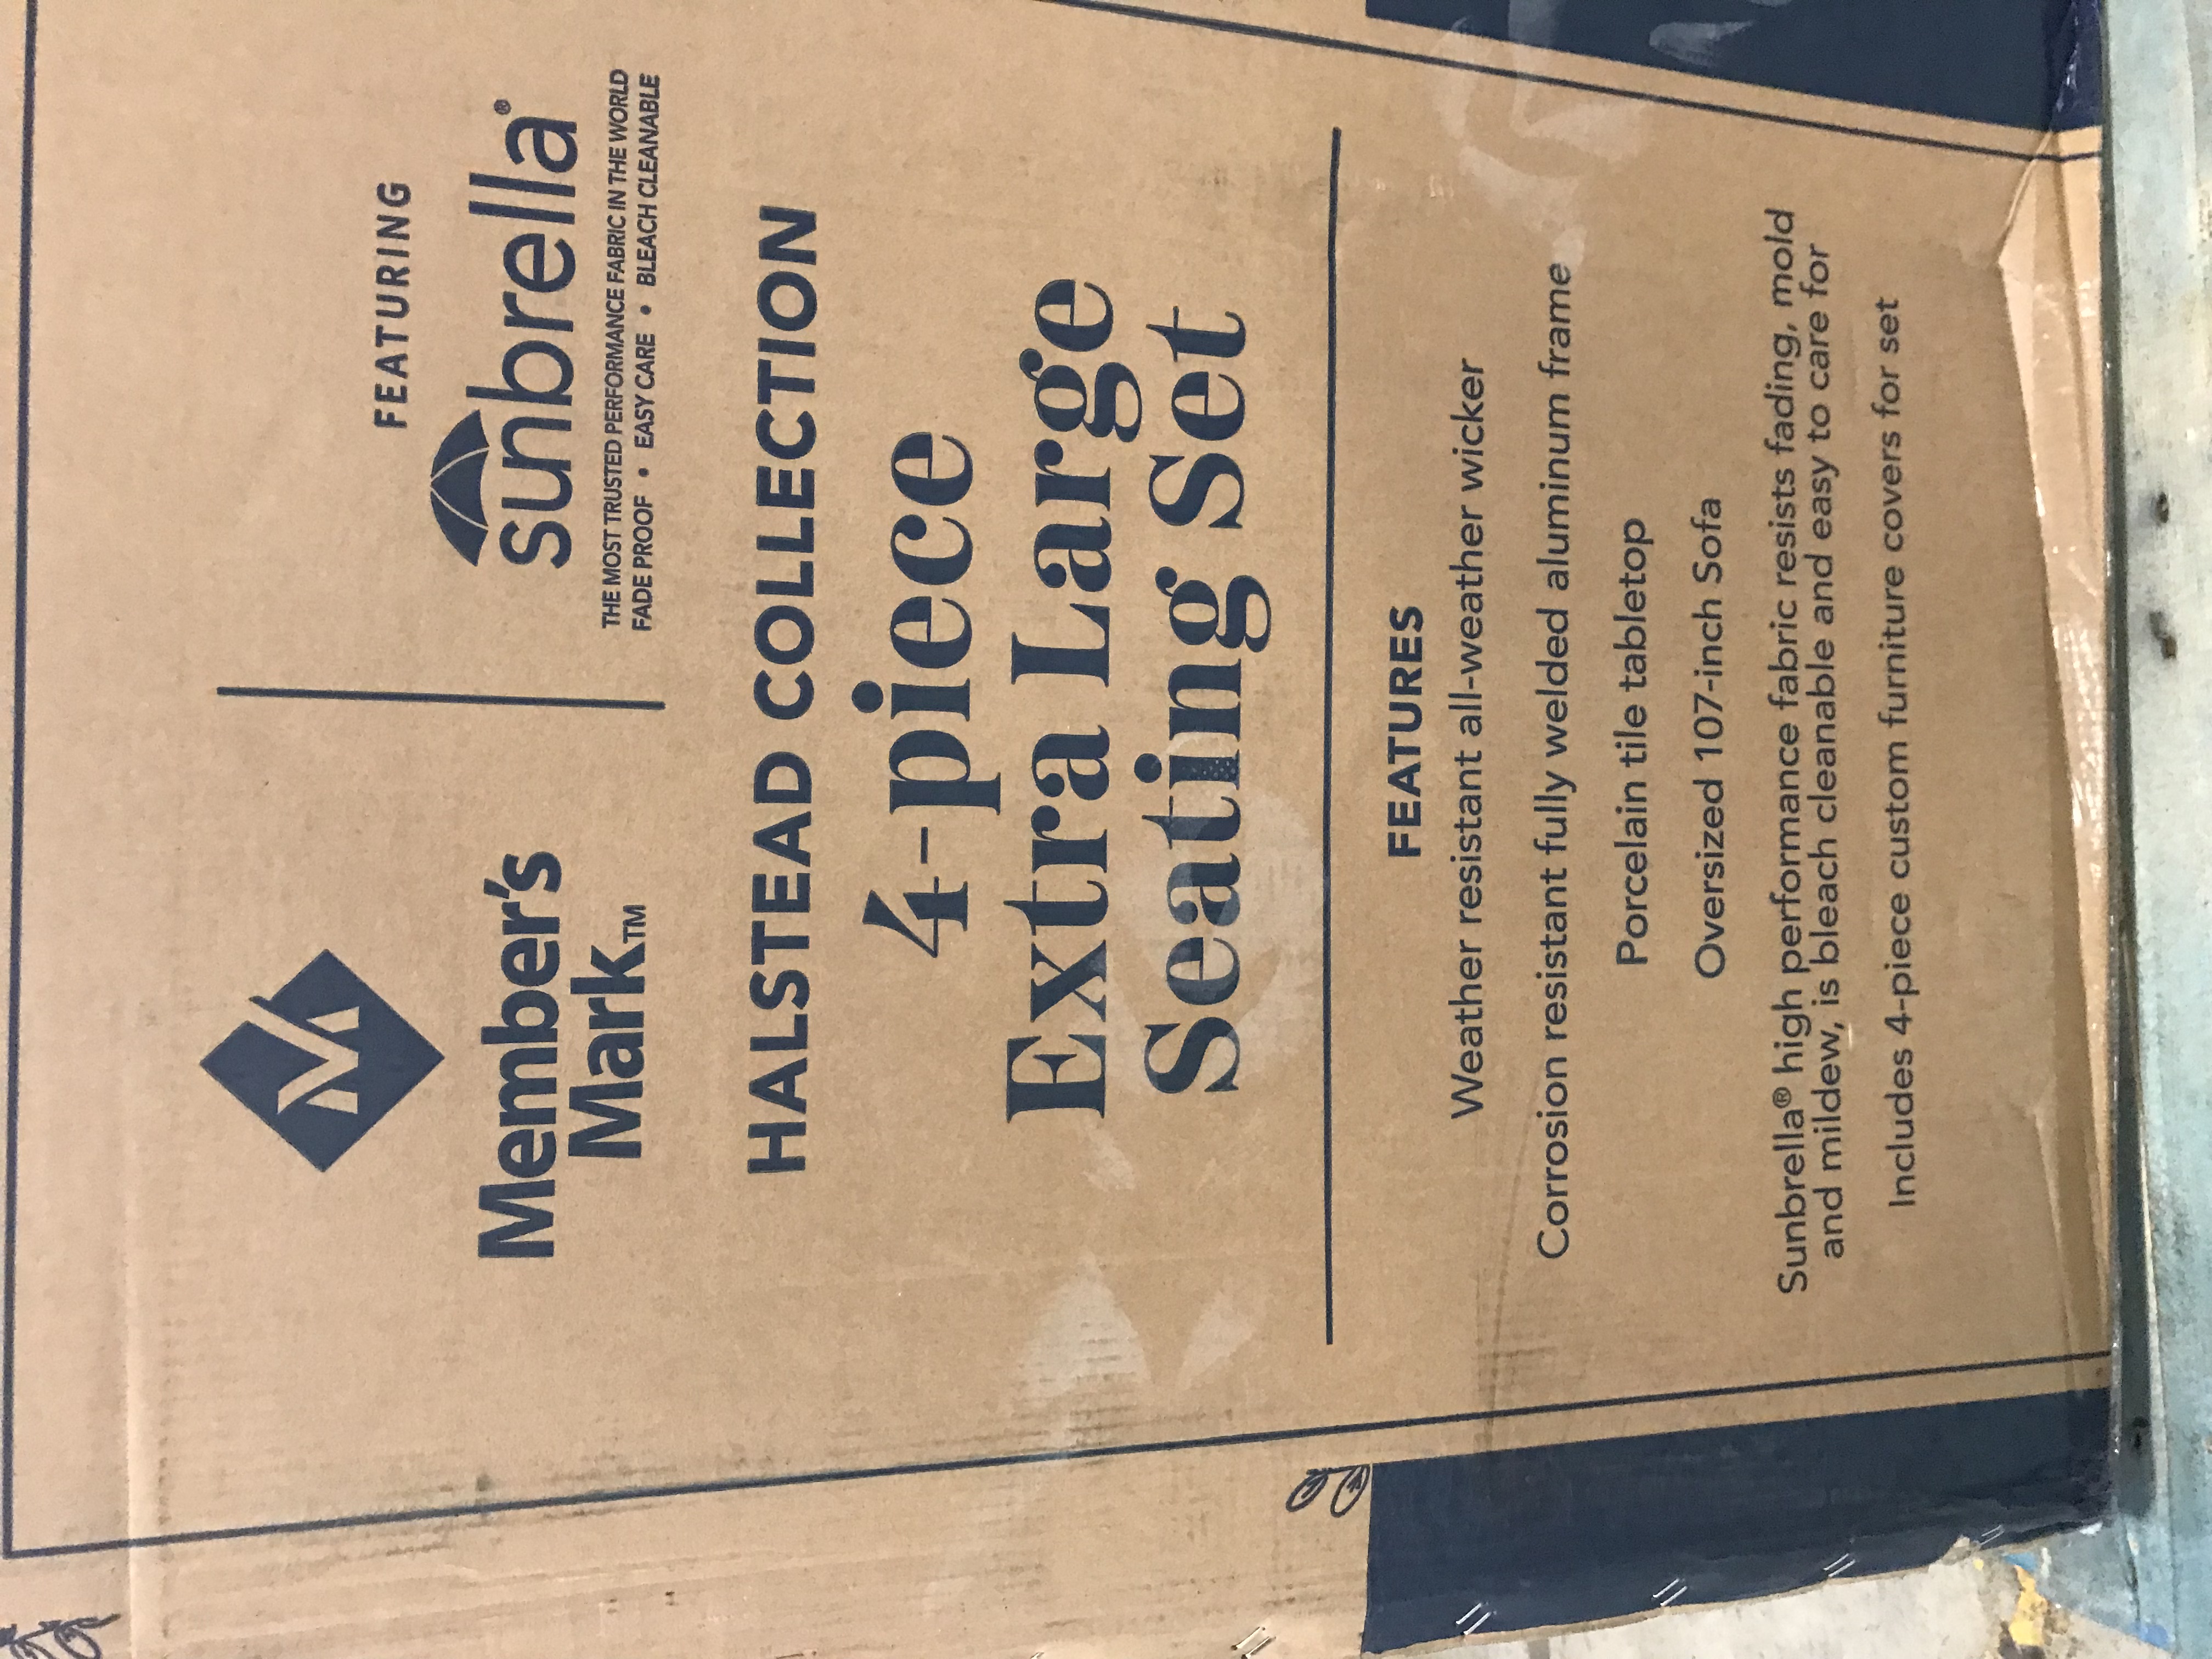 Member's
Mark™
FEATURING
sunbrella®
THE MOST TRUSTED PERFORMANCE FABRIC IN THE WORLD
FADE PROOF • EASY CARE • BLEACH CLEANABLE
HALSTEAD COLLECTION
4-piece
Extra Large
Seating Set
FEATURES
Weather resistant all-weather wicker
Corrosion resistant fully welded aluminum frame
Porcelain tile tabletop
Oversized 107-inch Sofa
Sunbrella® high performance fabric resists fading, mold
and mildew, is bleach cleanable and easy to care for
Includes 4-piece custom furniture covers for set